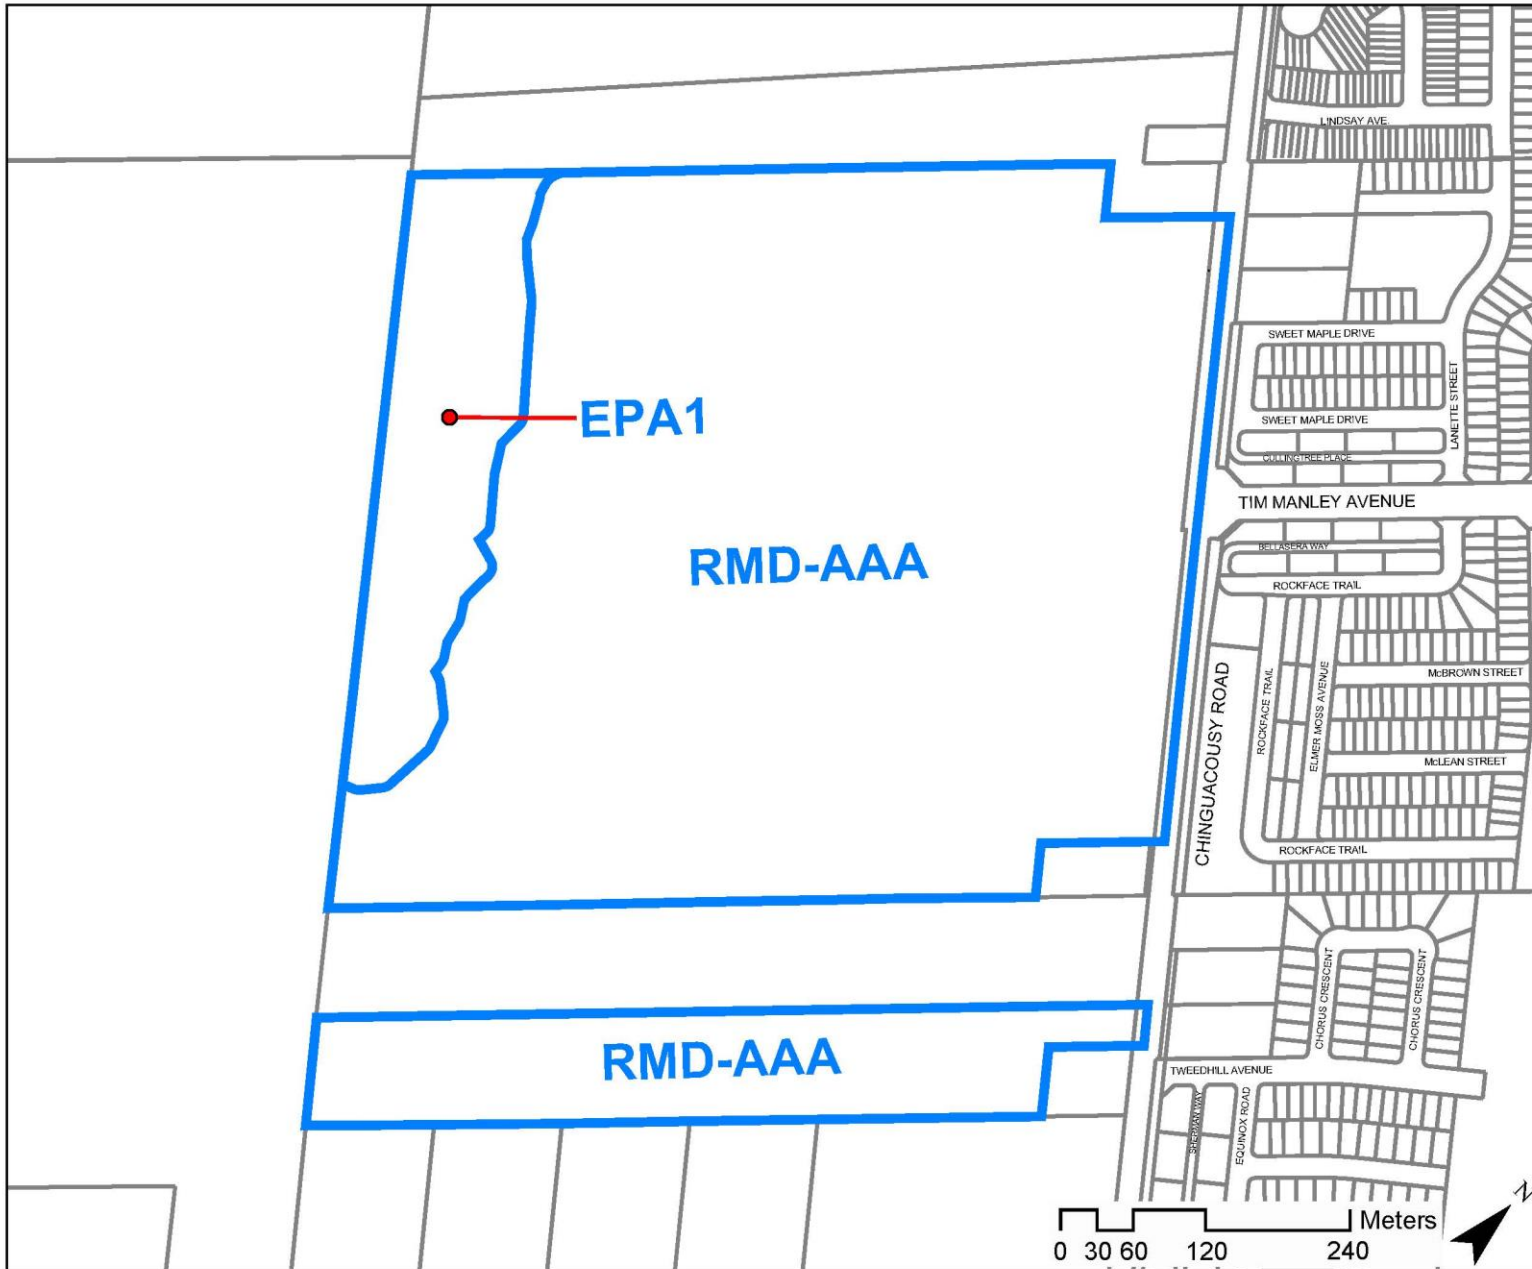 LINDSAY AVE.
SWEET MAPLE DRIVE
LANETTE STREET
EPA1
SWEET MAPLE DRIVE
CULLINGTREE PLACE
TIM MANLEY AVENUE
BELLASERA WAY
RMD-AAA
ROCKFACE TRAIL
McBROWN STREET
CHINGUACOUSY ROAD
ROCKFACE TRAIL
ELMER MOSS AVENUE
McLEAN STREET
ROCKFACE TRAIL
CHORUS CRESCENT
CHORUS CRESCENT
RMD-AAA
TWEEDHILL AVENUE
SHERMAN WAY
EQUINOX ROAD
N
Meters
0 30 60 120 240